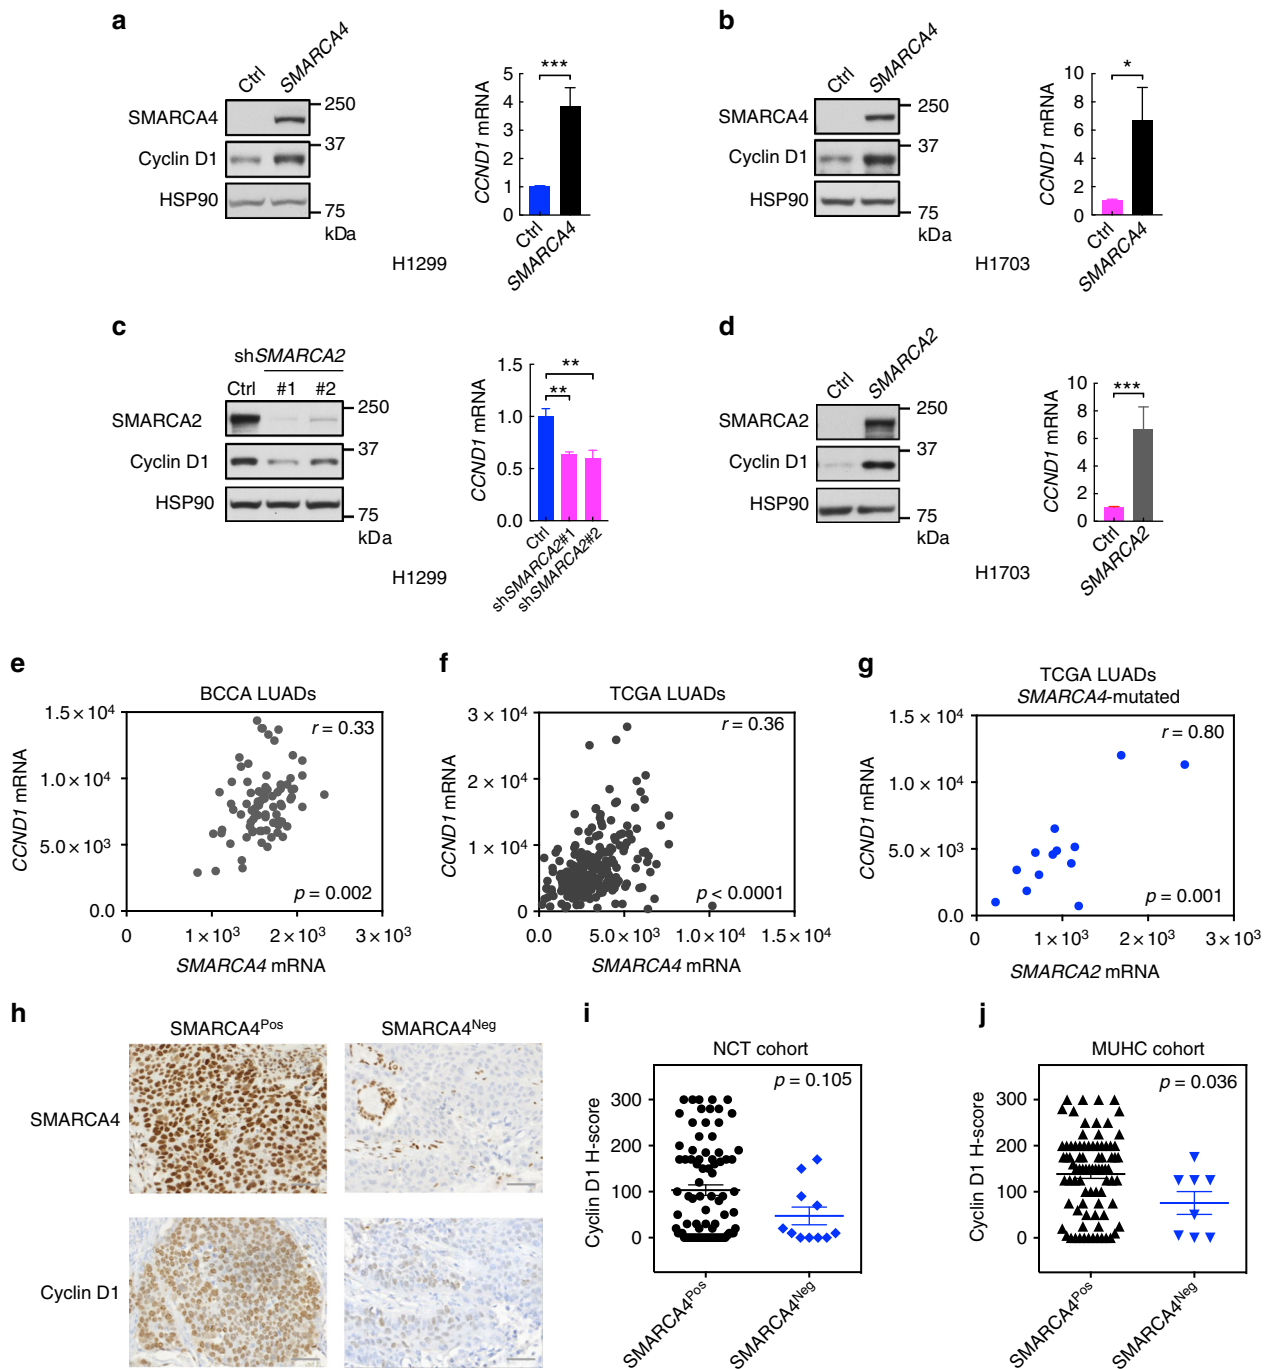 a
Ctrl
SMARCA4
SMARCA4
250
Cyclin D1
37
HSP90
75
kDa
CCND1 mRNA
5
4
3
2
1
0
***
Ctrl
SMARCA4
H1299
b
Ctrl
SMARCA4
SMARCA4
250
Cyclin D1
37
HSP90
75
kDa
CCND1 mRNA
10
8
6
4
2
0
*
Ctrl
SMARCA4
H1703
c
shSMARCA2
Ctrl #1 #2
SMARCA2
250
Cyclin D1
37
HSP90
75
kDa
CCND1 mRNA
1.5
1.0
0.5
0.0
**
**
Ctrl
shSMARCA2#1
shSMARCA2#2
H1299
d
Ctrl
SMARCA2
SMARCA2
250
Cyclin D1
37
HSP90
75
kDa
CCND1 mRNA
10
8
6
4
2
0
***
Ctrl
SMARCA2
H1703
e
BCCA LUADs
CCND1 mRNA
1.5 × 10⁴
1.0 × 10⁴
5.0 × 10³
0.0
r = 0.33
p = 0.002
0 1 × 10³ 2 × 10³ 3 × 10³
SMARCA4 mRNA
f
TCGA LUADs
CCND1 mRNA
3 × 10⁴
2 × 10⁴
1 × 10⁴
0
r = 0.36
p < 0.0001
0.0 5.0 × 10³ 1.0 × 10⁴ 1.5 × 10⁴
SMARCA4 mRNA
g
TCGA LUADs
SMARCA4-mutated
CCND1 mRNA
1.5 × 10⁴
1.0 × 10⁴
5.0 × 10³
0.0
r = 0.80
p = 0.001
0 1 × 10³ 2 × 10³ 3 × 10³
SMARCA2 mRNA
h
SMARCA4ᴾᵒˢ SMARCA4ᴺᵉᵍ
SMARCA4
Cyclin D1
i
NCT cohort
p = 0.105
Cyclin D1 H-score
300
200
100
0
SMARCA4ᴾᵒˢ
SMARCA4ᴺᵉᵍ
j
MUHC cohort
p = 0.036
Cyclin D1 H-score
300
200
100
0
SMARCA4ᴾᵒˢ
SMARCA4ᴺᵉᵍ